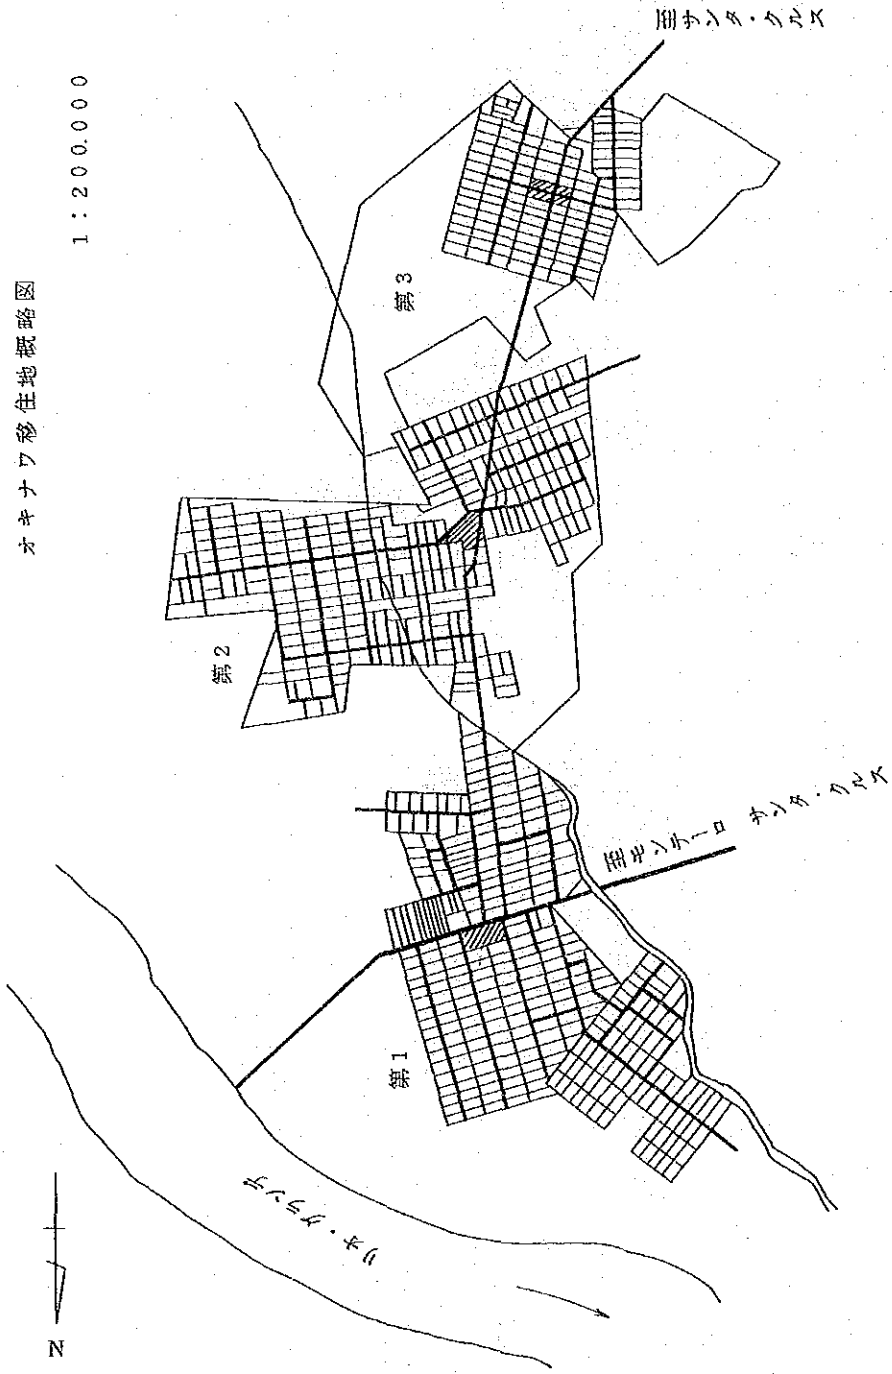 オキナワ移住地概略図
1:200.000
至サンタ・クルス
第3
第2
至モンテーロ サンタ・クルス
第1
リオ・グランデ
N